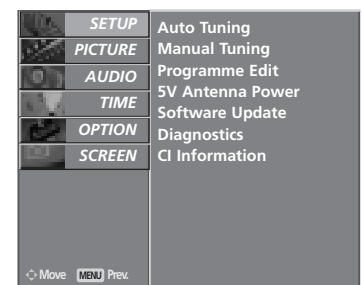 SETUP
PICTURE
AUDIO
TIME
OPTION
SCREEN
Auto Tuning
Manual Tuning
Programme Edit
5V Antenna Power
Software Update
Diagnostics
CI Information
Move MENU Prev.